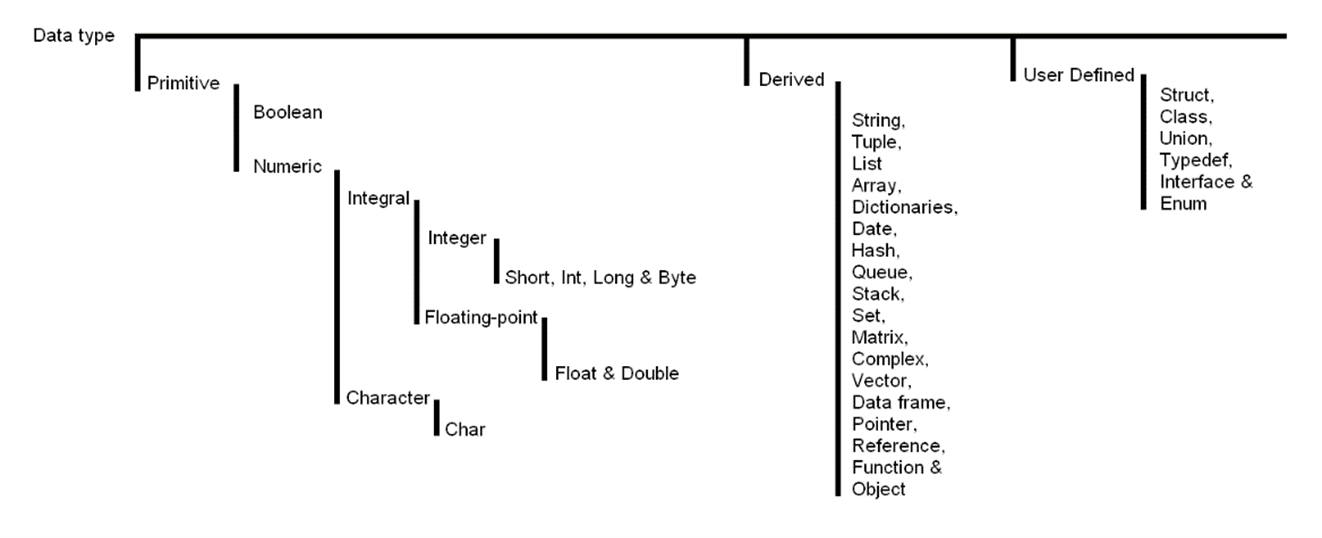 Data type
Primitive
Boolean
Numeric
Integral
Integer
Short, Int, Long & Byte
Floating-point
Float & Double
Character
Char
Derived
String,
Tuple,
List
Array,
Dictionaries,
Date,
Hash,
Queue,
Stack,
Set,
Matrix,
Complex,
Vector,
Data frame,
Pointer,
Reference,
Function &
Object
User Defined
Struct,
Class,
Union,
Typedef,
Interface &
Enum